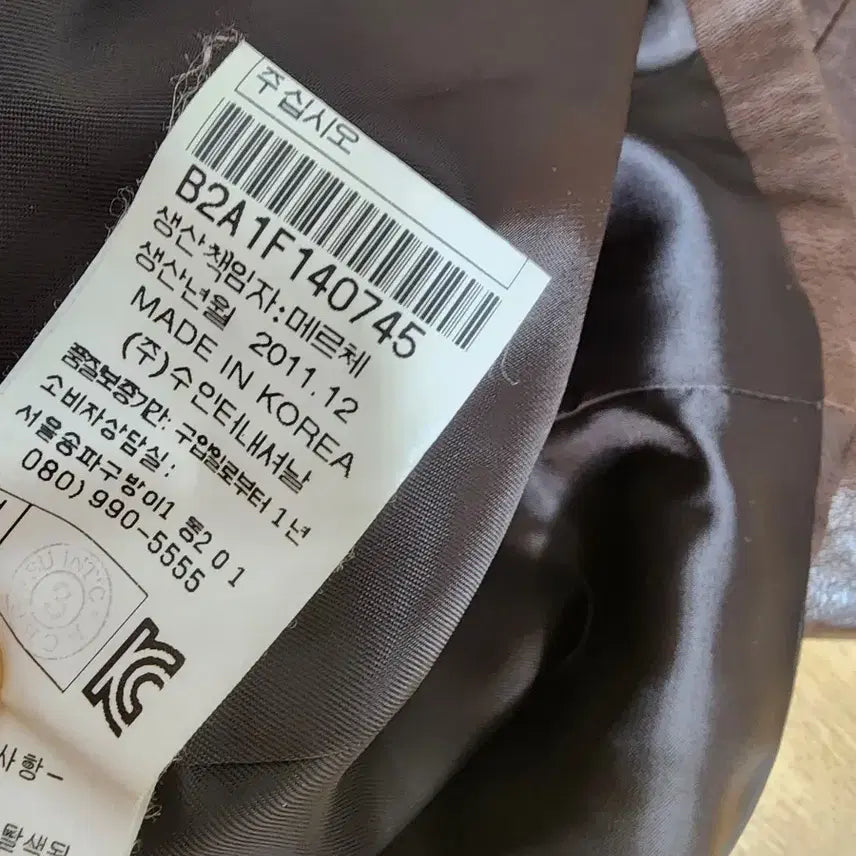 주십시오
B2A1F140745
생산책임자:메르체
생산년월 2011.12
MADE IN KOREA
(주)수인터내셔날
품질보증기간: 구입일로부터 1년
소비자상담실:
서울송파구방이1동201
080) 990-5555
사항-